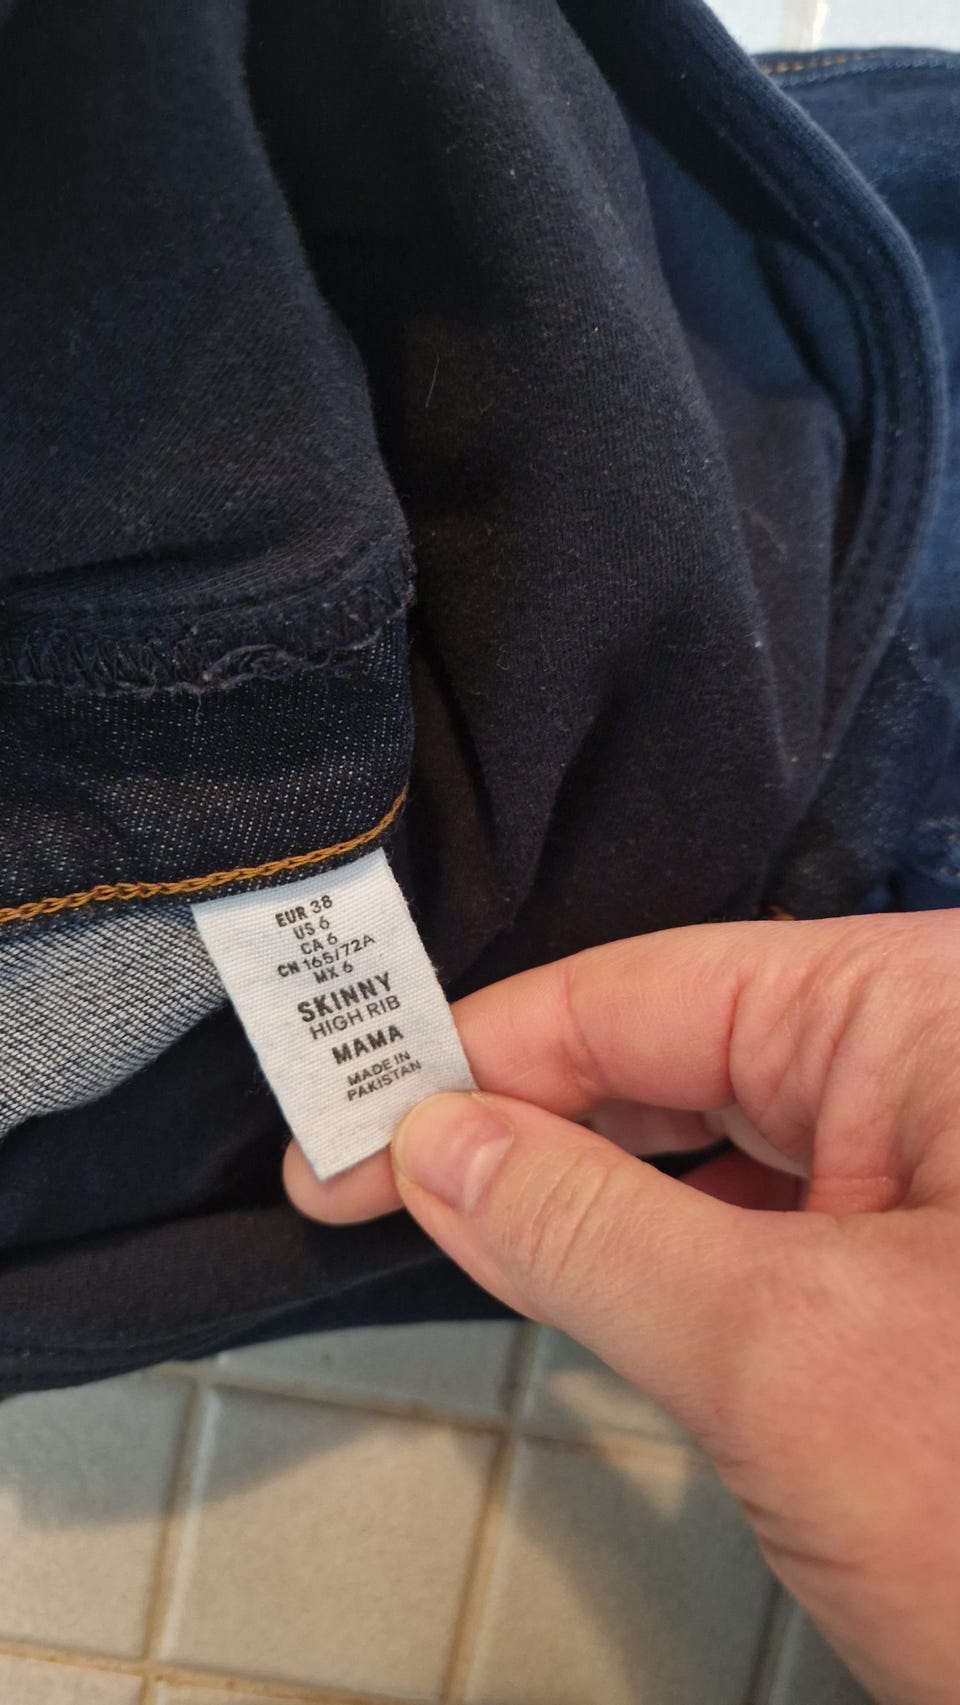 EUR 38
US 6
CA 6
CN 165/72A
MX 6
SKINNY
HIGH RIB
MAMA
MADE IN
PAKISTAN